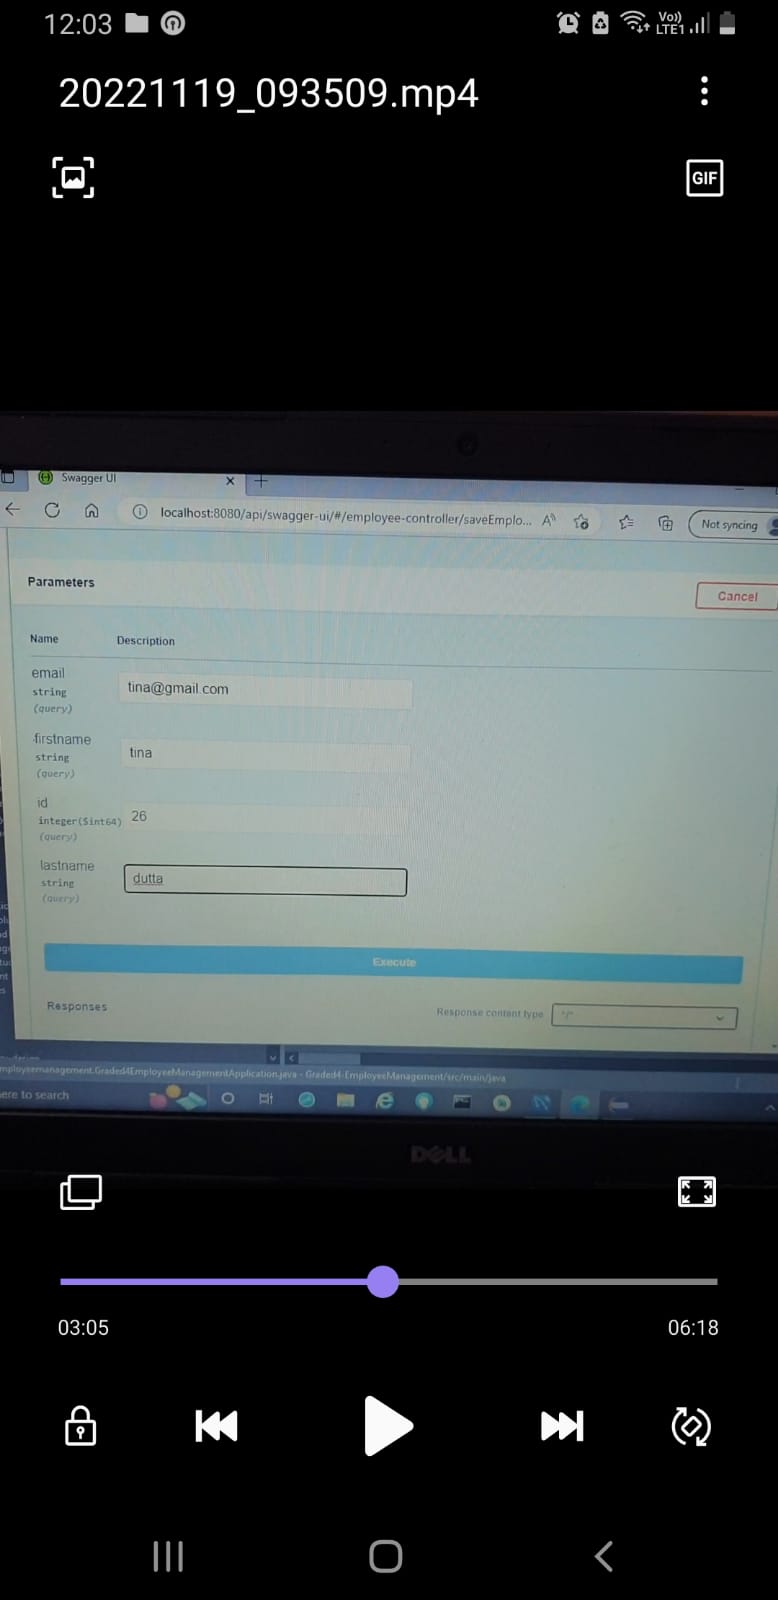 12:03
Vo))
LTE1
20221119_093509.mp4
GIF
Swagger UI
localhost:8080/api/swagger-ui/#/employee-controller/saveEmplo...
Not syncing
Parameters
Cancel
Name Description
email
string
(query)
tina@gmail.com
firstname
string
(query)
tina
id
integer($int64)
(query)
26
lastname
string
(query)
dutta
Execute
Responses
Response content type
*/*
mployeemanagement.Graded4EmployeeManagementApplication.java - Graded4-EmployeeManagement/src/main/java
ere to search
DELL
03:05
06:18